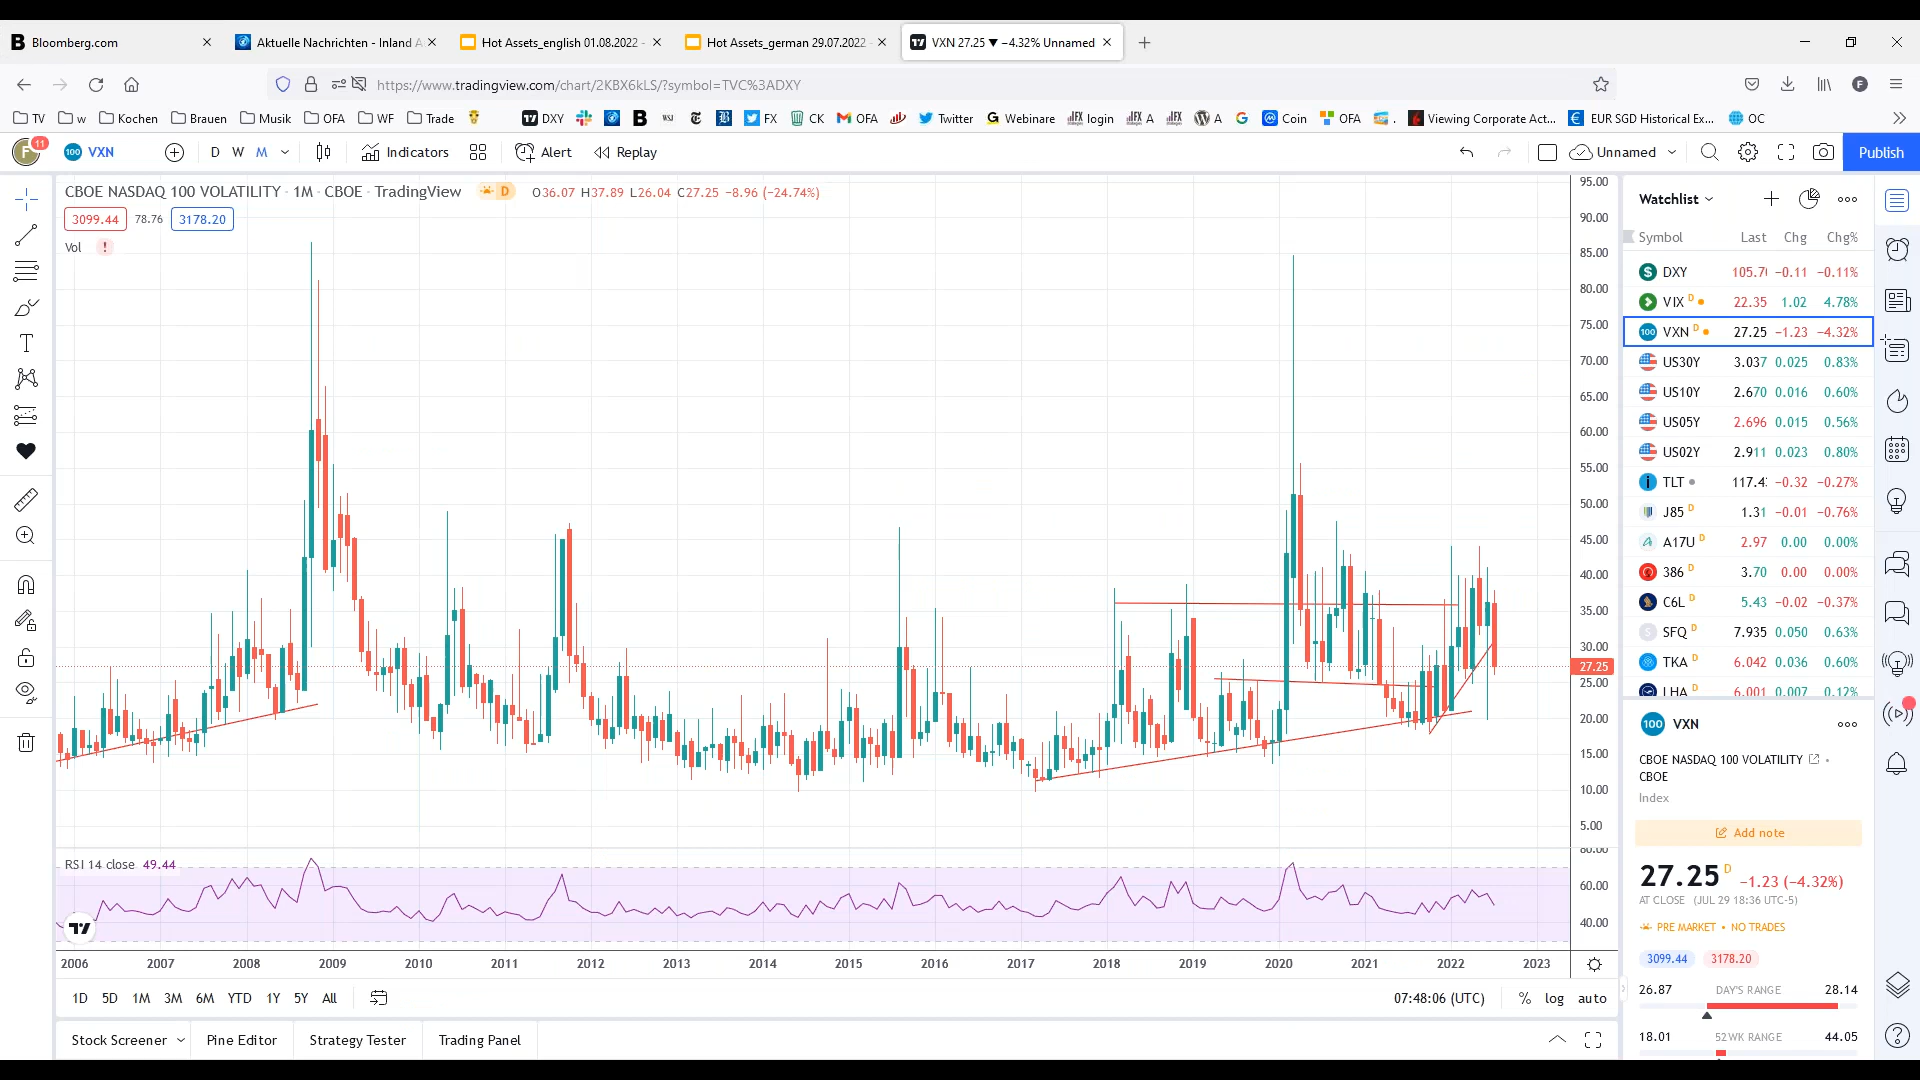 Bloomberg.com
Aktuelle Nachrichten - Inland A
Hot Assets_english 01.08.2022 -
Hot Assets_german 29.07.2022 -
VXN 27.25 ▼ −4.32% Unnamed
https://www.tradingview.com/chart/2KBX6kLS/?symbol=TVC%3ADXY
TV w Kochen Brauen Musik OFA WF Trade DXY B WSJ FX CK OFA Twitter G Webinare login A A Coin OFA . Viewing Corporate Act... EUR SGD Historical Ex... OC
F 11 100 VXN D W M Indicators Alert Replay Unnamed Publish
CBOE NASDAQ 100 VOLATILITY · 1M · CBOE · TradingView D O36.07 H37.89 L26.04 C27.25 −8.96 (−24.74%)
3099.44 78.76 3178.20
Vol !
95.00
90.00
85.00
80.00
75.00
70.00
65.00
60.00
55.00
50.00
45.00
40.00
35.00
30.00
27.25
25.00
20.00
15.00
10.00
5.00
80.00
RSI 14 close 49.44
60.00
40.00
2006 2007 2008 2009 2010 2011 2012 2013 2014 2015 2016 2017 2018 2019 2020 2021 2022 2023
1D 5D 1M 3M 6M YTD 1Y 5Y All 07:48:06 (UTC) % log auto
Stock Screener Pine Editor Strategy Tester Trading Panel
Watchlist
Symbol Last Chg Chg%
DXY −0.11 −0.11%
VIX D 22.35 1.02 4.78%
100 VXN D 27.25 −1.23 −4.32%
US30Y 3.037 0.025 0.83%
US10Y 2.670 0.016 0.60%
US05Y 2.696 0.015 0.56%
US02Y 2.911 0.023 0.80%
TLT −0.32 −0.27%
J85 D 1.31 −0.01 −0.76%
A17U D 2.97 0.00 0.00%
386 D 3.70 0.00 0.00%
C6L D 5.43 −0.02 −0.37%
SFQ D 7.935 0.050 0.63%
TKA D 6.042 0.036 0.60%
LHA D 6.001 0.007 0.12%
100 VXN
CBOE NASDAQ 100 VOLATILITY •
CBOE
Index
Add note
27.25 D −1.23 (−4.32%)
AT CLOSE (JUL 29 18:36 UTC-5)
PRE MARKET • NO TRADES
3099.44 3178.20
26.87 DAY'S RANGE 28.14
18.01 52WK RANGE 44.05